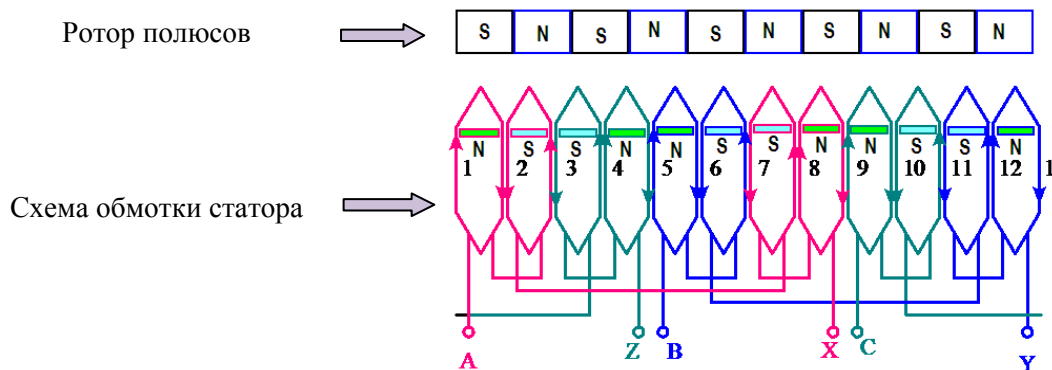 Ротор полюсов
S N S N S N S N S N
N S S N N S S N N S S N
1 2 3 4 5 6 7 8 9 10 11 12 1
Схема обмотки статора
A Z B X C Y